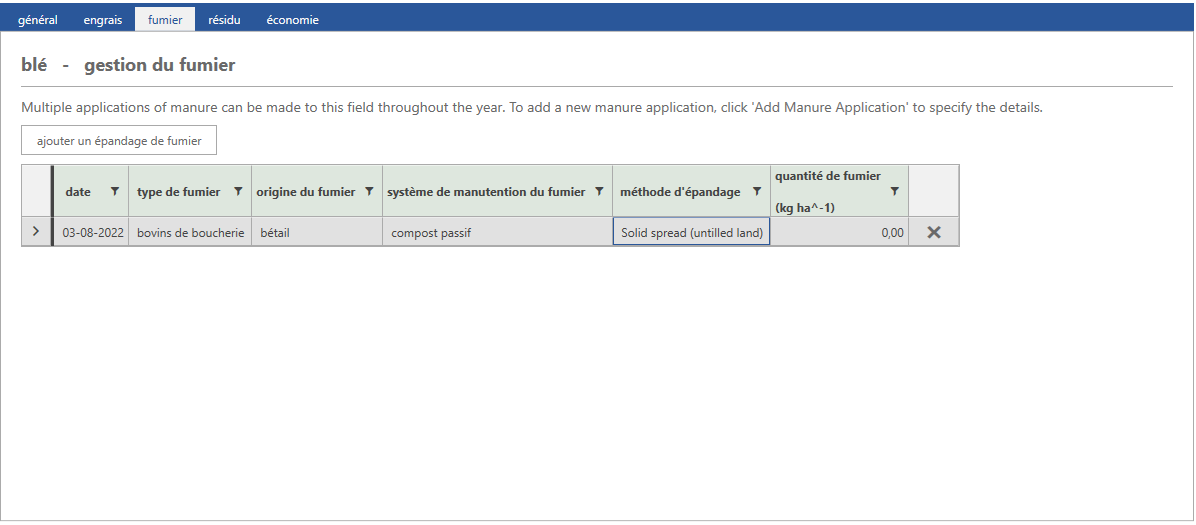 général engrais fumier résidu économie
blé - gestion du fumier
Multiple applications of manure can be made to this field throughout the year. To add a new manure application, click 'Add Manure Application' to specify the details.
ajouter un épandage de fumier
date type de fumier origine du fumier système de manutention du fumier méthode d'épandage quantité de fumier
(kg ha^-1)
03-08-2022 bovins de boucherie bétail compost passif Solid spread (untilled land) 0,00